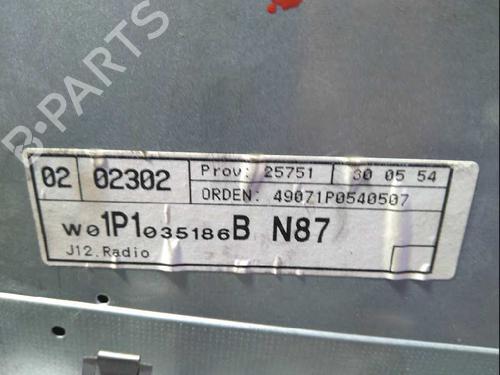 B-PARTS
02 02302 Prov: 25751 30 05 54
ORDEN: 49071P0540507
W01P1035186B N87
J12.Radio